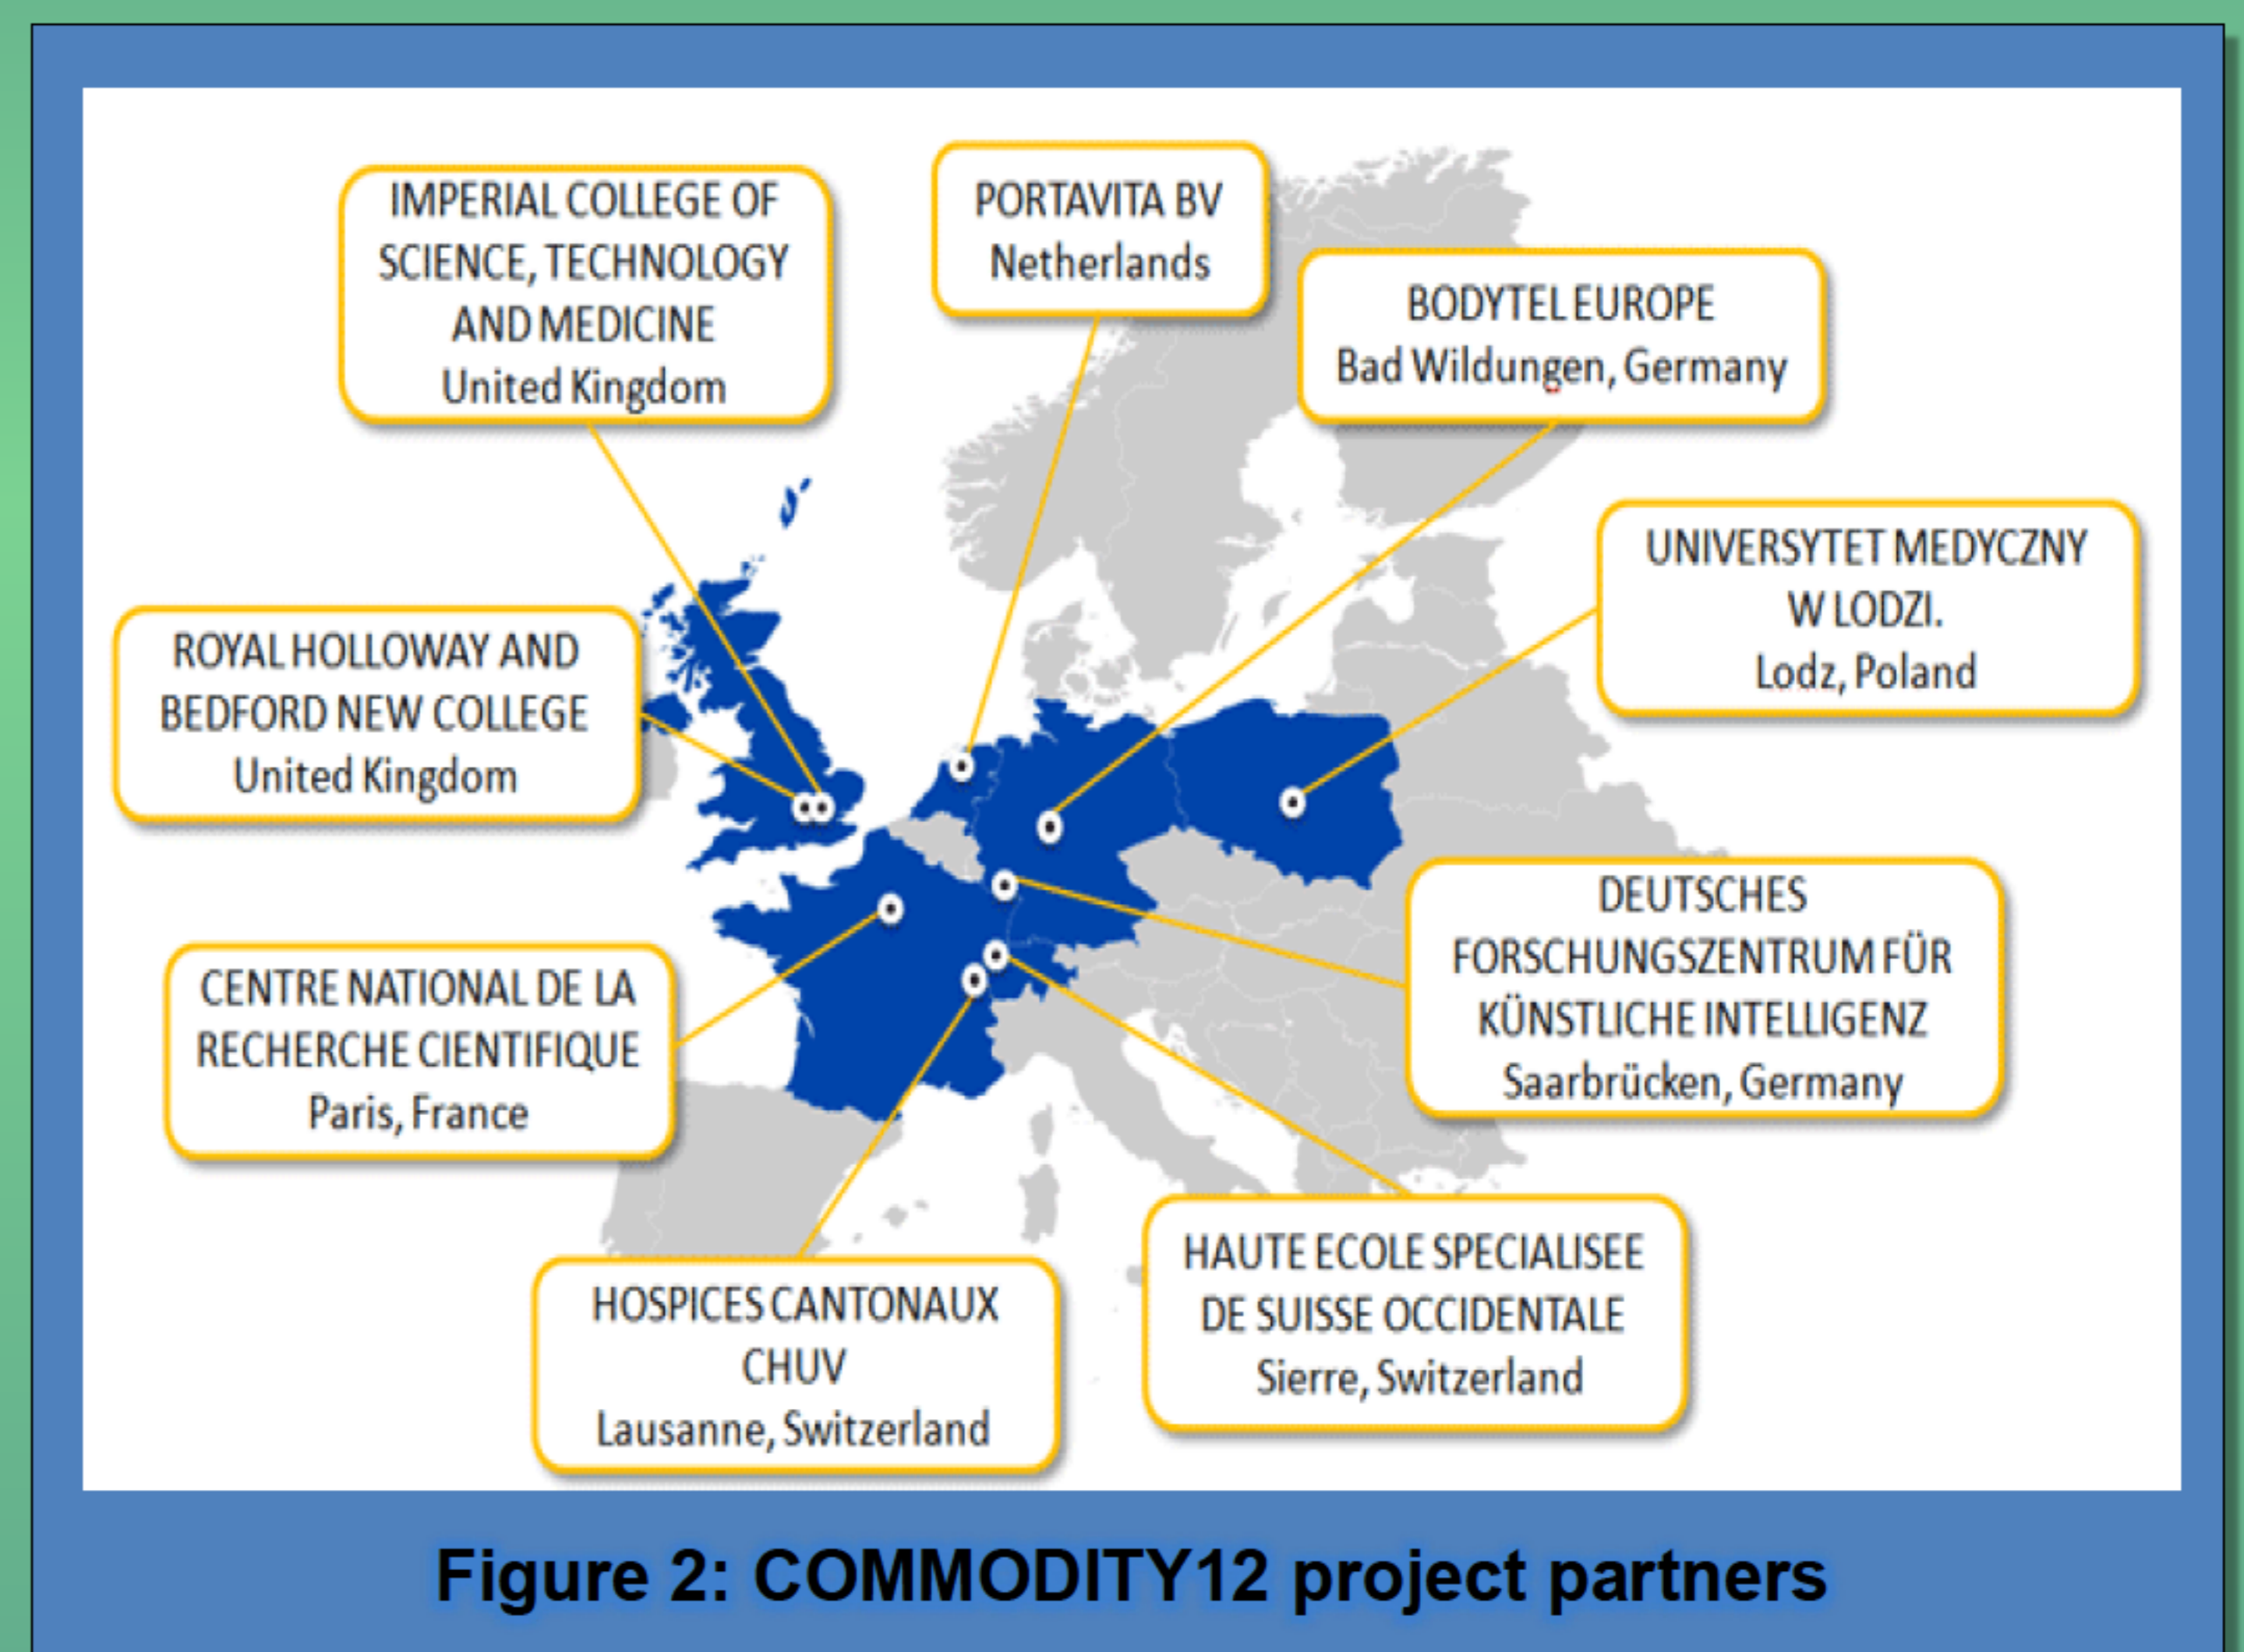 IMPERIAL COLLEGE OF
SCIENCE, TECHNOLOGY
AND MEDICINE
United Kingdom
PORTAVITA BV
Netherlands
BODYTEL EUROPE
Bad Wildungen, Germany
UNIVERSYTET MEDYCZNY
W LODZI.
Lodz, Poland
ROYAL HOLLOWAY AND
BEDFORD NEW COLLEGE
United Kingdom
DEUTSCHES
FORSCHUNGSZENTRUM FÜR
KÜNSTLICHE INTELLIGENZ
Saarbrücken, Germany
CENTRE NATIONAL DE LA
RECHERCHE CIENTIFIQUE
Paris, France
HAUTE ECOLE SPECIALISEE
DE SUISSE OCCIDENTALE
Sierre, Switzerland
HOSPICES CANTONAUX
CHUV
Lausanne, Switzerland
Figure 2: COMMODITY12 project partners